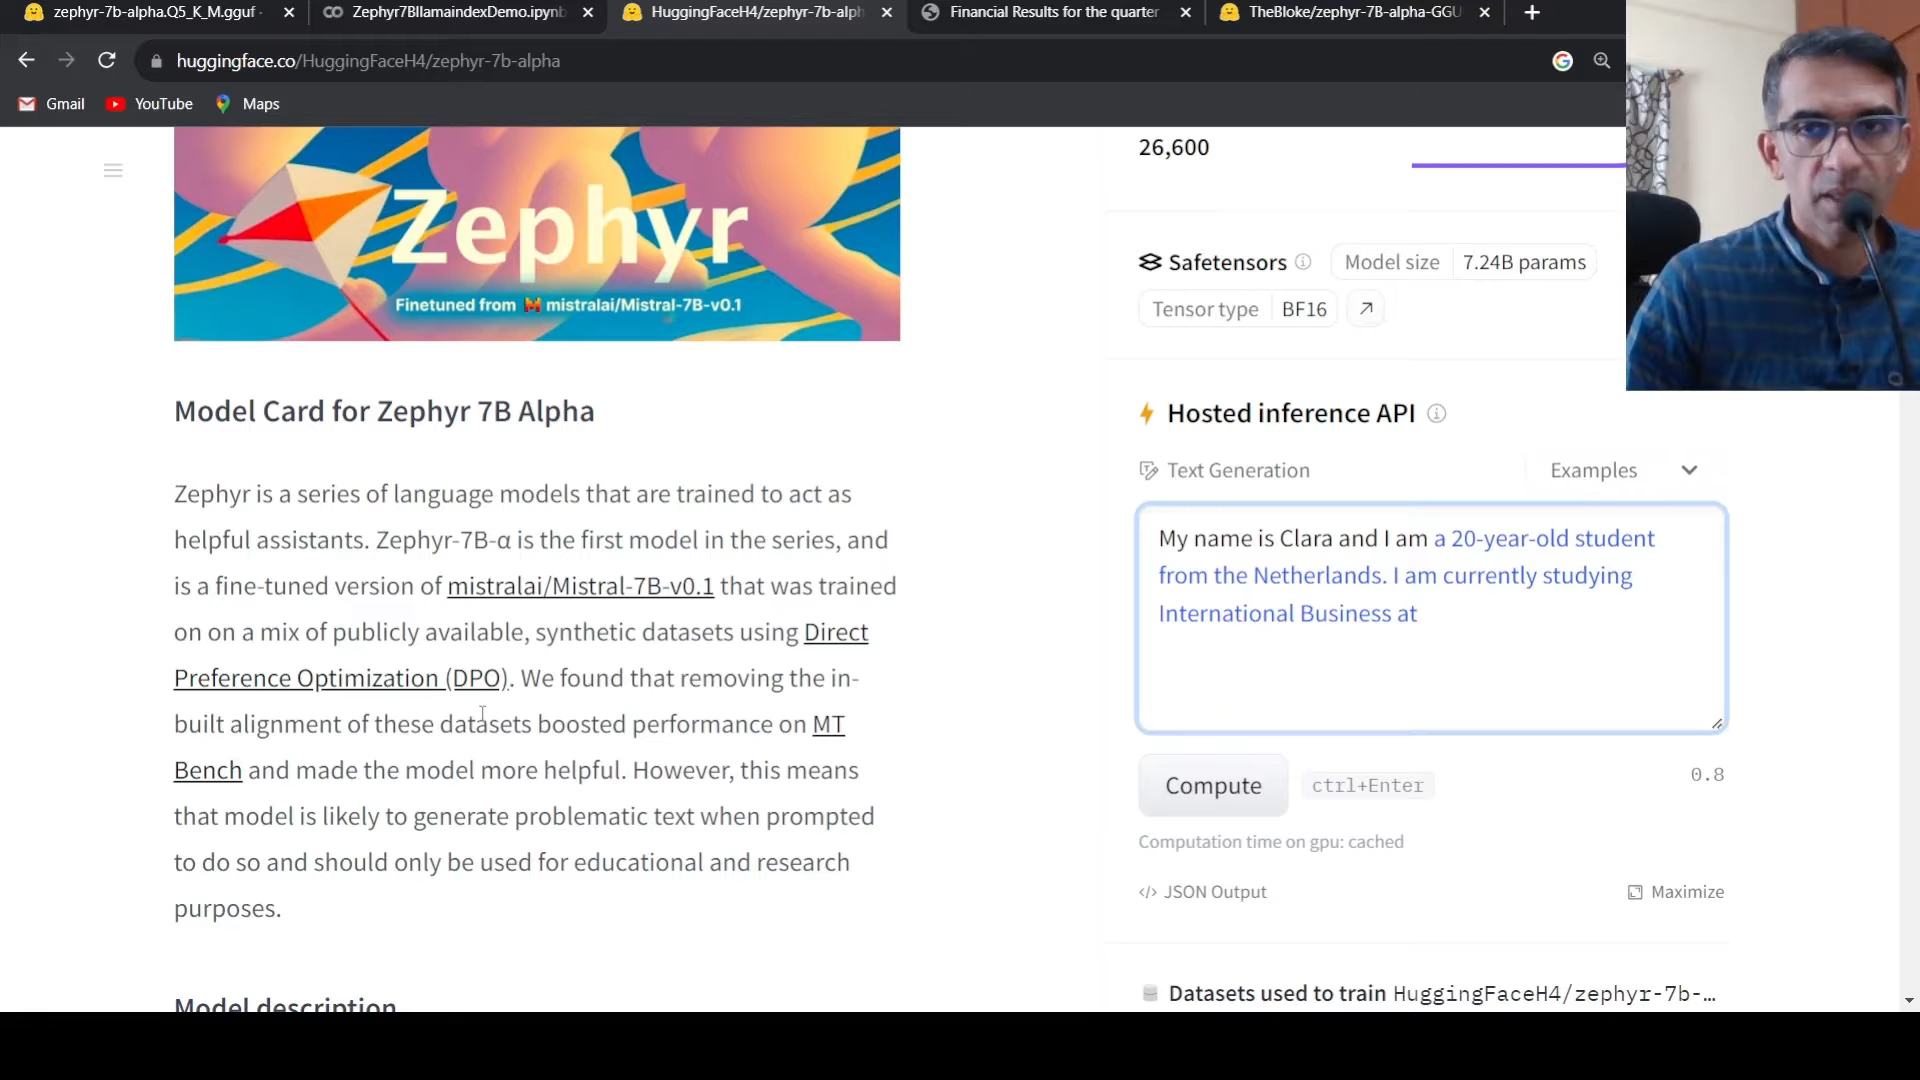 zephyr-7b-alpha.Q5_K_M.gguf -
Zephyr7BllamaindexDemo.ipynb
HuggingFaceH4/zephyr-7b-alph
Financial Results for the quarter
TheBloke/zephyr-7B-alpha-GGU
huggingface.co/HuggingFaceH4/zephyr-7b-alpha
Gmail
YouTube
Maps
Zephyr
Finetuned from mistralai/Mistral-7B-v0.1
Model Card for Zephyr 7B Alpha
Zephyr is a series of language models that are trained to act as
helpful assistants. Zephyr-7B-α is the first model in the series, and
is a fine-tuned version of mistralai/Mistral-7B-v0.1 that was trained
on on a mix of publicly available, synthetic datasets using Direct
Preference Optimization (DPO). We found that removing the in-
built alignment of these datasets boosted performance on MT
Bench and made the model more helpful. However, this means
that model is likely to generate problematic text when prompted
to do so and should only be used for educational and research
purposes.
Model description
26,600
Safetensors Model size 7.24B params
Tensor type BF16
Hosted inference API
Text Generation Examples
My name is Clara and I am a 20-year-old student
from the Netherlands. I am currently studying
International Business at
Compute ctrl+Enter 0.8
Computation time on gpu: cached
</> JSON Output Maximize
Datasets used to train HuggingFaceH4/zephyr-7b-…